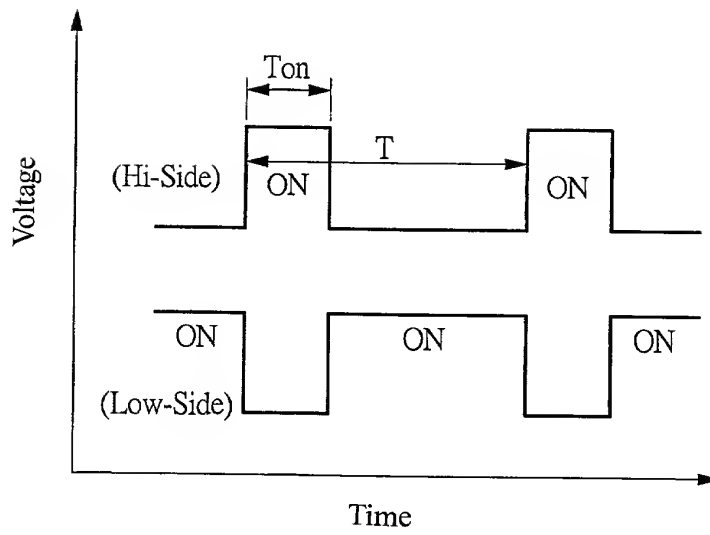 Ton
T
(Hi-Side)
ON
ON
Voltage
ON
ON
ON
(Low-Side)
Time